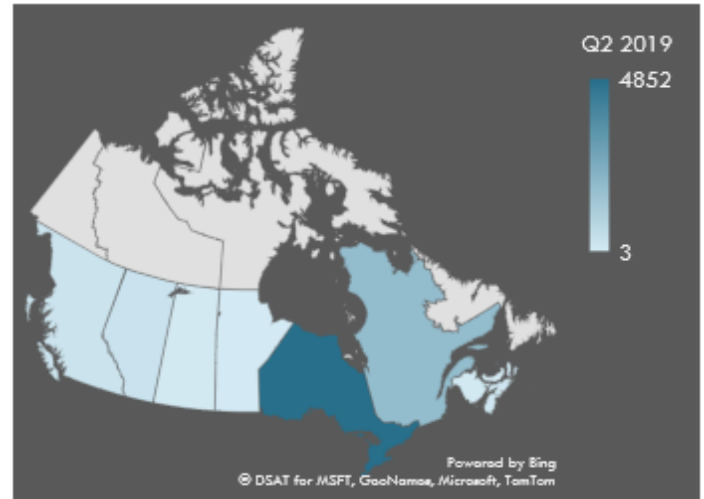 Q2 2019
4852
3
Powered by Bing
© DSAT for MSFT, GeoNames, Microsoft, TomTom